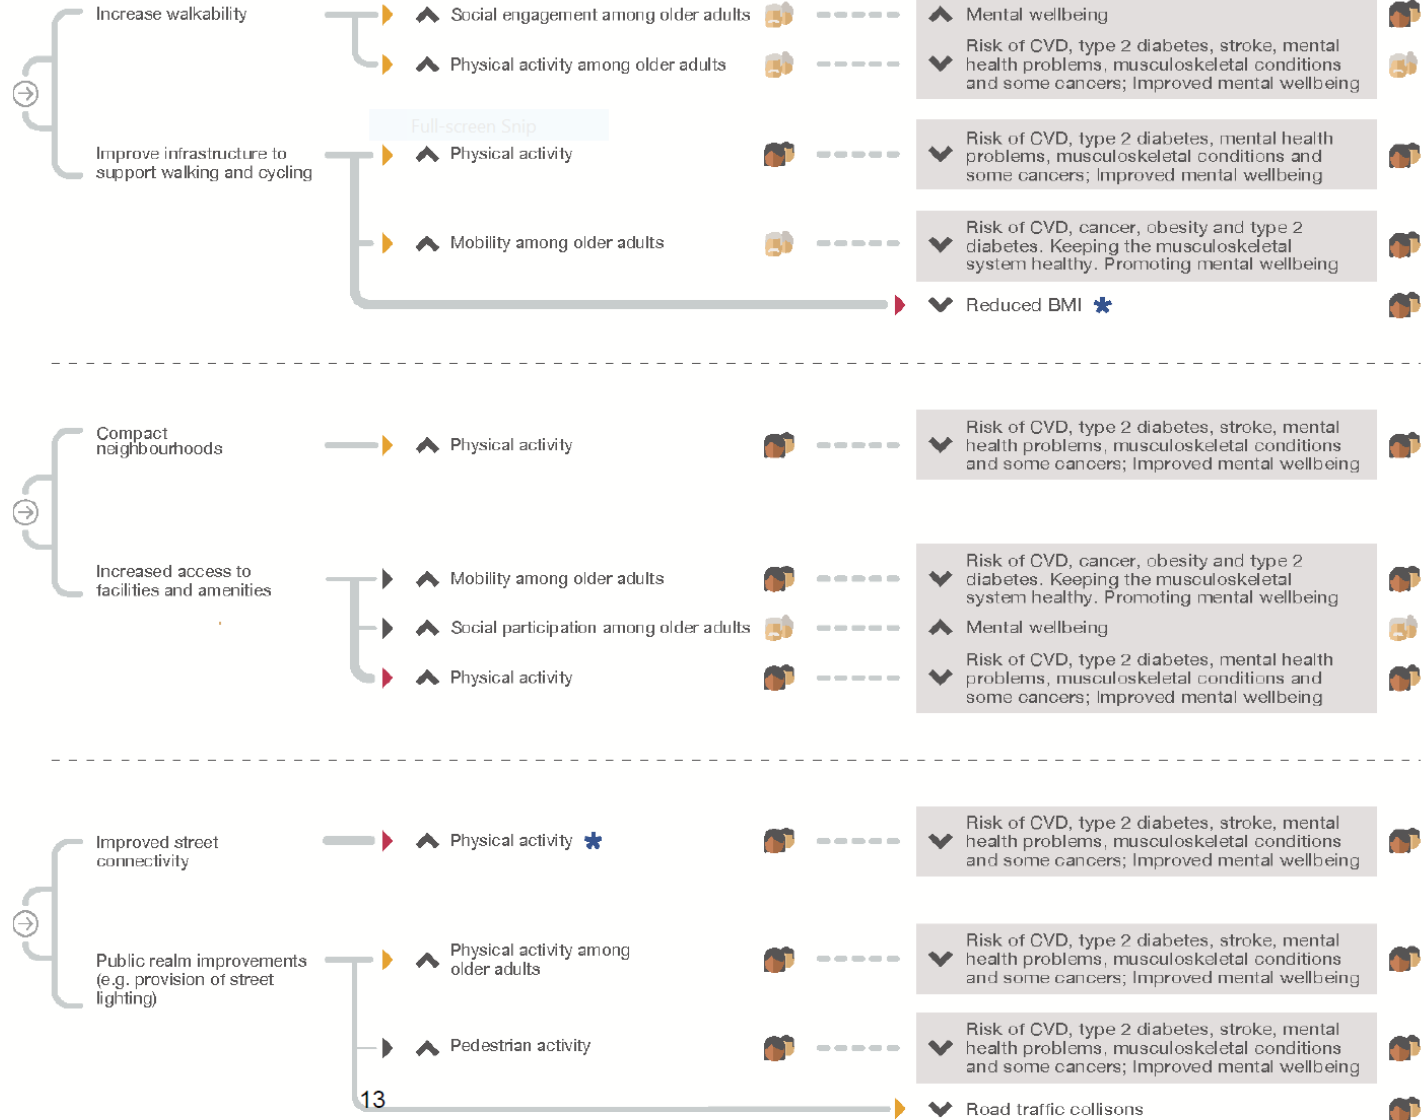 Increase walkability
Social engagement among older adults
Mental wellbeing
Physical activity among older adults
Risk of CVD, type 2 diabetes, stroke, mental
health problems, musculoskeletal conditions
and some cancers; Improved mental wellbeing
Full-screen Snip
Improve infrastructure to
support walking and cycling
Physical activity
Risk of CVD, type 2 diabetes, mental health
problems, musculoskeletal conditions and
some cancers; Improved mental wellbeing
Mobility among older adults
Risk of CVD, cancer, obesity and type 2
diabetes. Keeping the musculoskeletal
system healthy. Promoting mental wellbeing
Reduced BMI *
Compact
neighbourhoods
Physical activity
Risk of CVD, type 2 diabetes, stroke, mental
health problems, musculoskeletal conditions
and some cancers; Improved mental wellbeing
Increased access to
facilities and amenities
Mobility among older adults
Risk of CVD, cancer, obesity and type 2
diabetes. Keeping the musculoskeletal
system healthy. Promoting mental wellbeing
Social participation among older adults
Mental wellbeing
Physical activity
Risk of CVD, type 2 diabetes, mental health
problems, musculoskeletal conditions and
some cancers; Improved mental wellbeing
Improved street
connectivity
Physical activity *
Risk of CVD, type 2 diabetes, stroke, mental
health problems, musculoskeletal conditions
and some cancers; Improved mental wellbeing
Public realm improvements
(e.g. provision of street
lighting)
Physical activity among
older adults
Risk of CVD, type 2 diabetes, stroke, mental
health problems, musculoskeletal conditions
and some cancers; Improved mental wellbeing
Pedestrian activity
Risk of CVD, type 2 diabetes, stroke, mental
health problems, musculoskeletal conditions
and some cancers; Improved mental wellbeing
13
Road traffic collisons